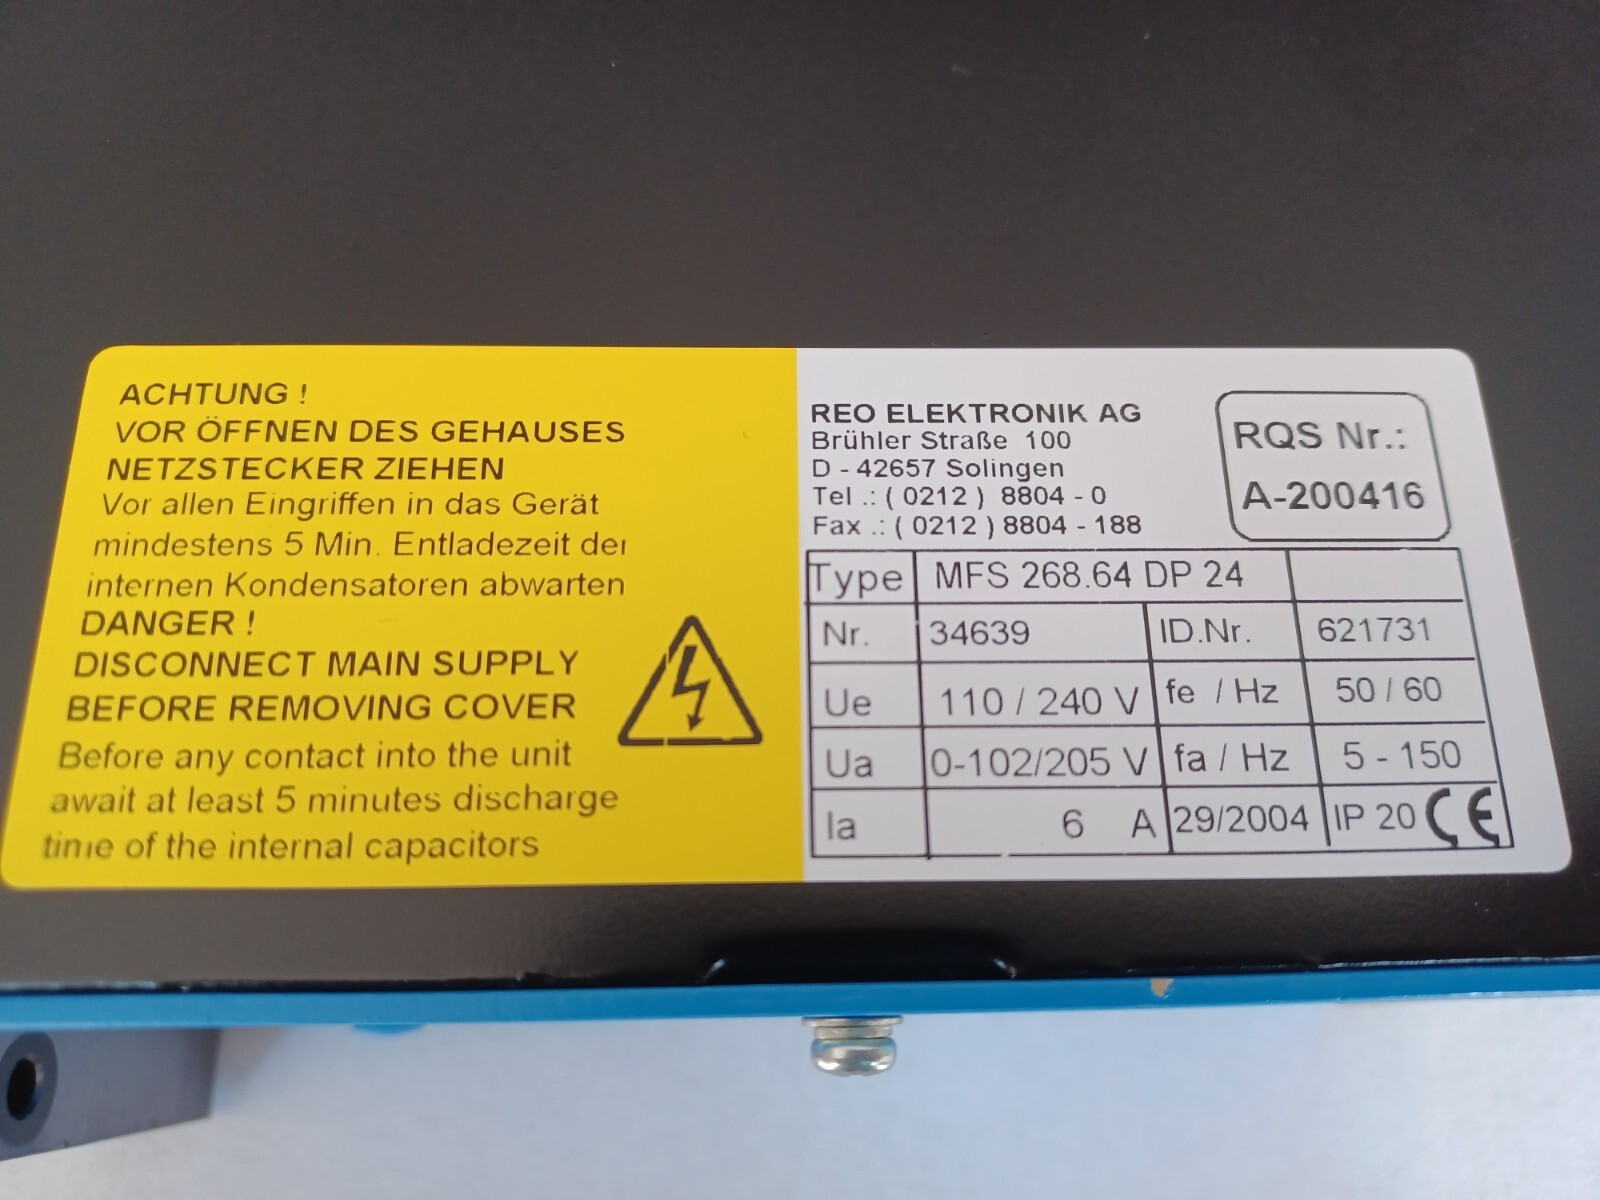 ACHTUNG !
VOR ÖFFNEN DES GEHAUSES
NETZSTECKER ZIEHEN
Vor allen Eingriffen in das Gerät
mindestens 5 Min. Entladezeit der
internen Kondensatoren abwarten
DANGER !
DISCONNECT MAIN SUPPLY
BEFORE REMOVING COVER
Before any contact into the unit
await at least 5 minutes discharge
time of the internal capacitors
REO ELEKTRONIK AG
Brühler Straße 100
D - 42657 Solingen
Tel .: ( 0212 ) 8804 - 0
Fax .: ( 0212 ) 8804 - 188
RQS Nr.:
A-200416
Type MFS 268.64 DP 24
Nr. 34639 ID.Nr. 621731
Ue 110 / 240 V fe / Hz 50 / 60
Ua 0-102/205 V fa / Hz 5 - 150
Ia 6 A 29/2004 IP 20 CE